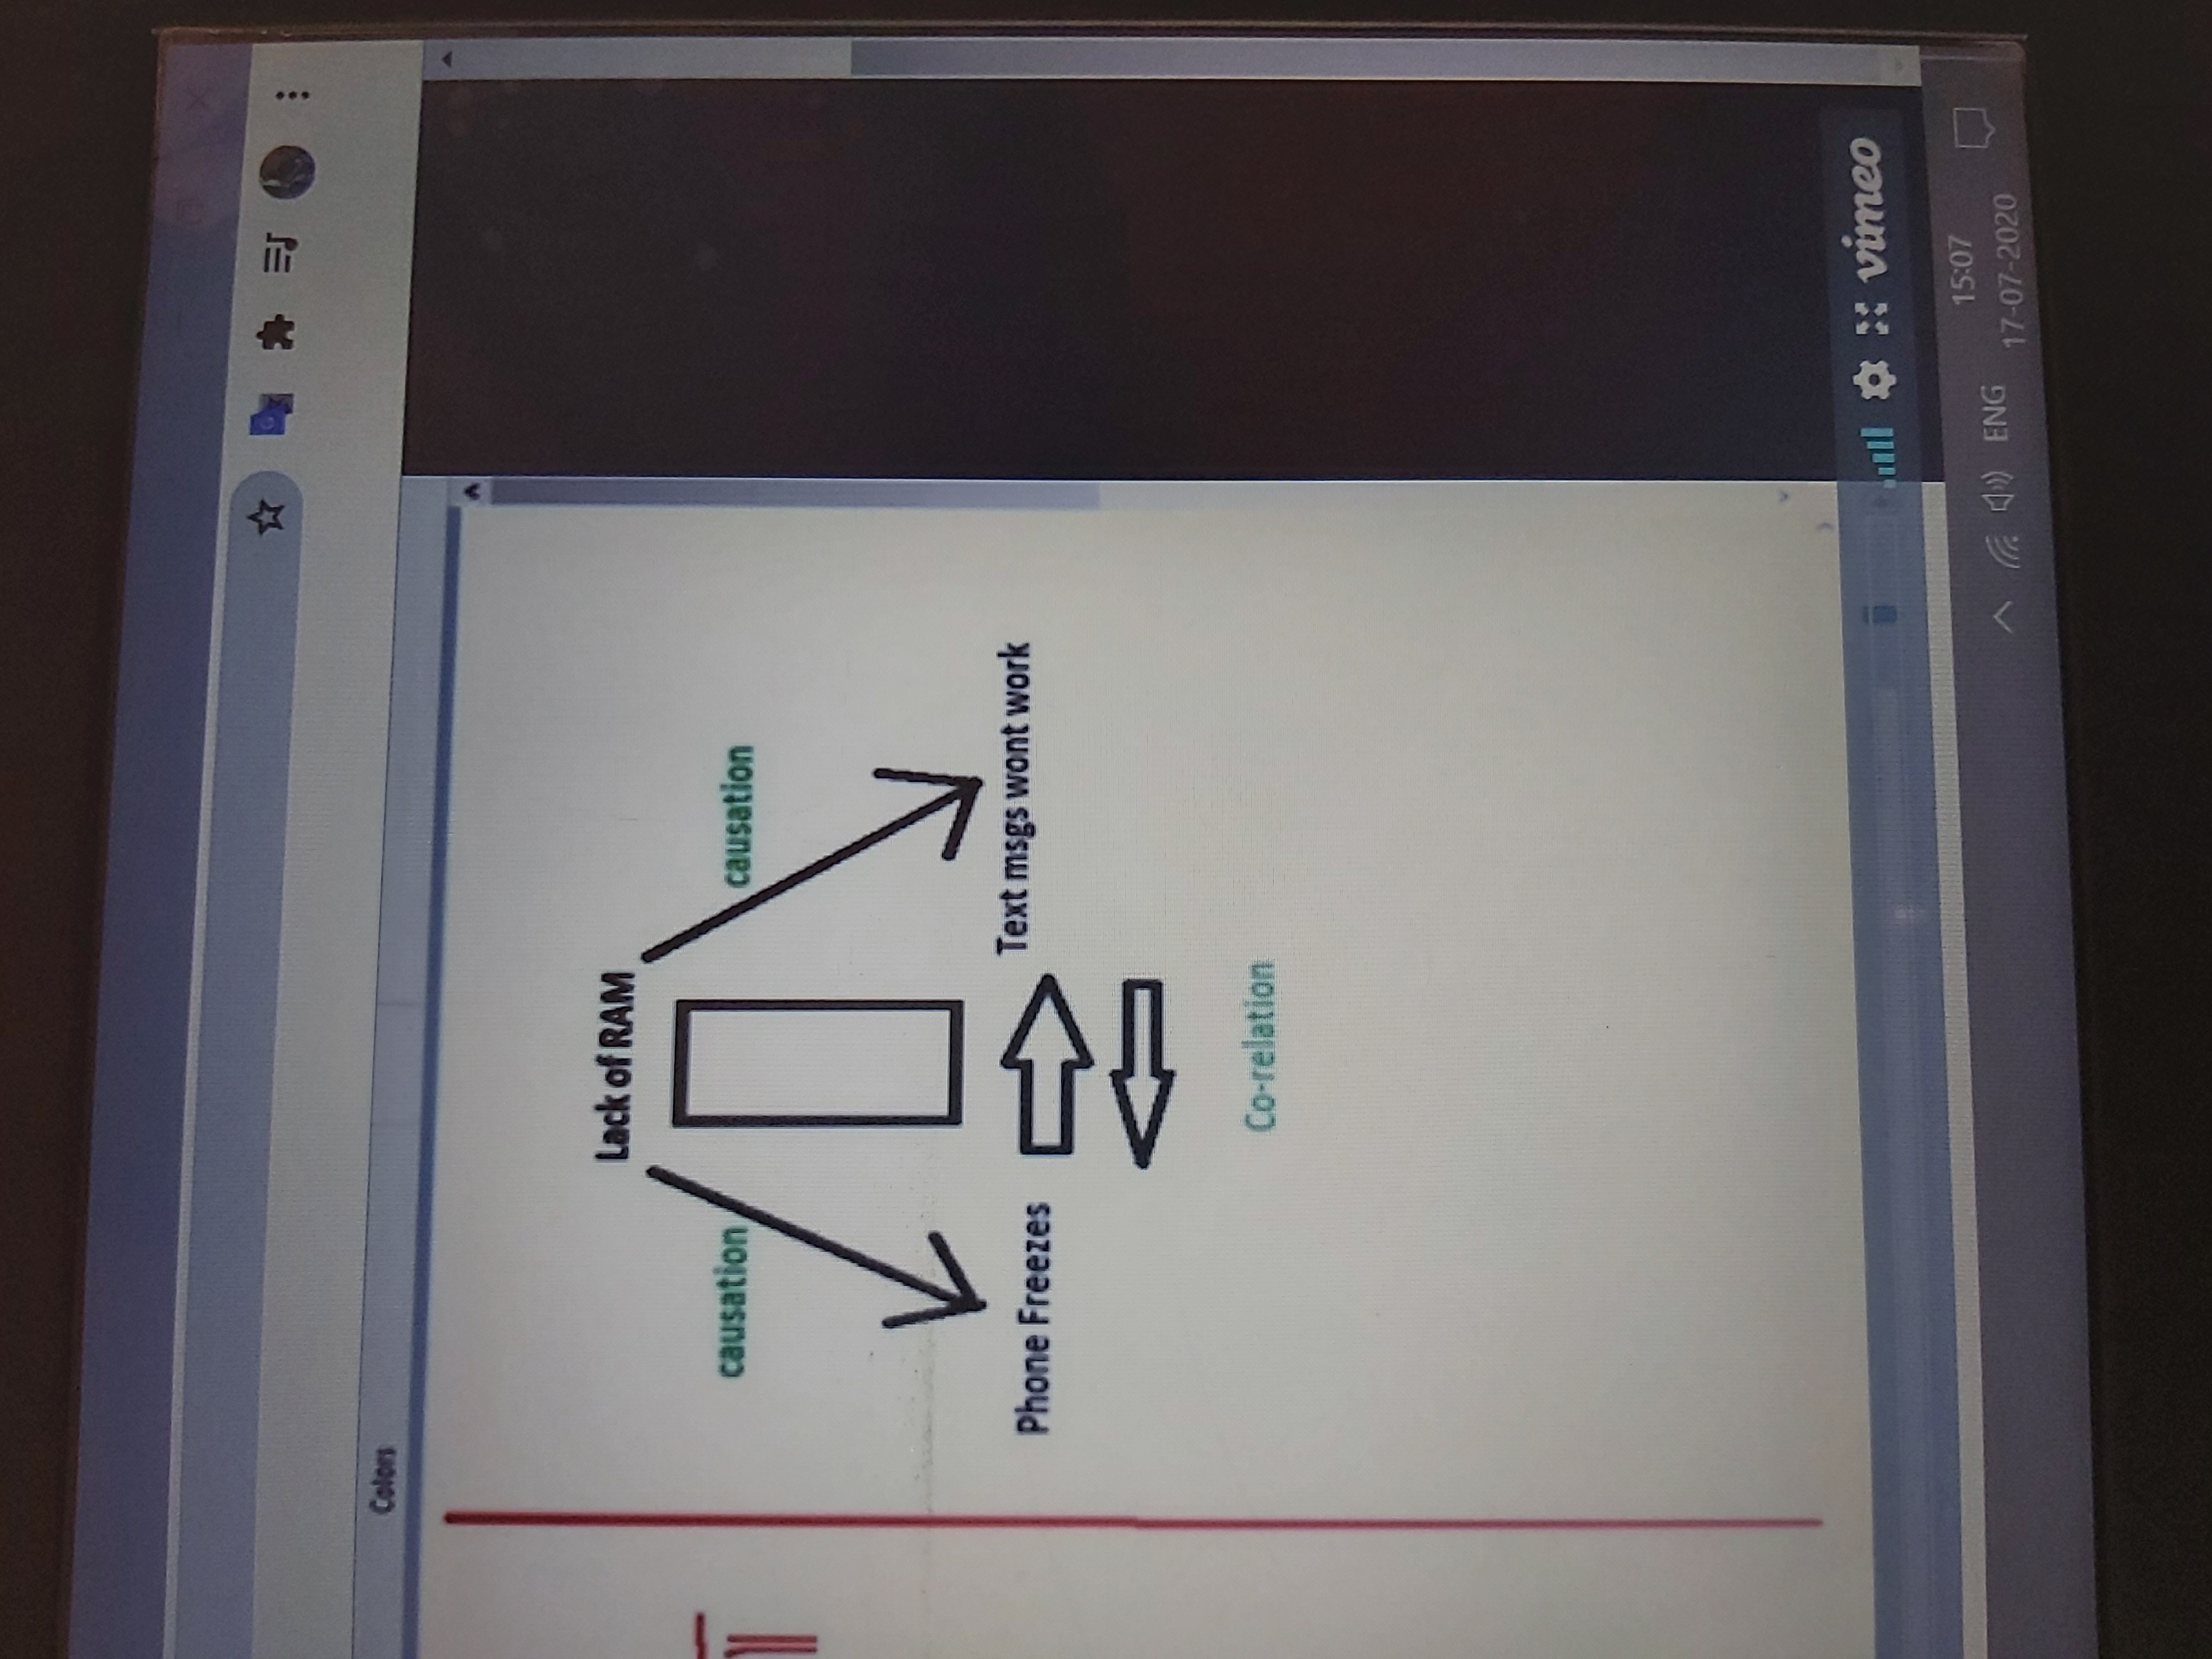 Colors
Lack of RAM
causation
causation
Phone Freezes
Text msgs wont work
Co-relation
vimeo
ENG
15:07
17-07-2020